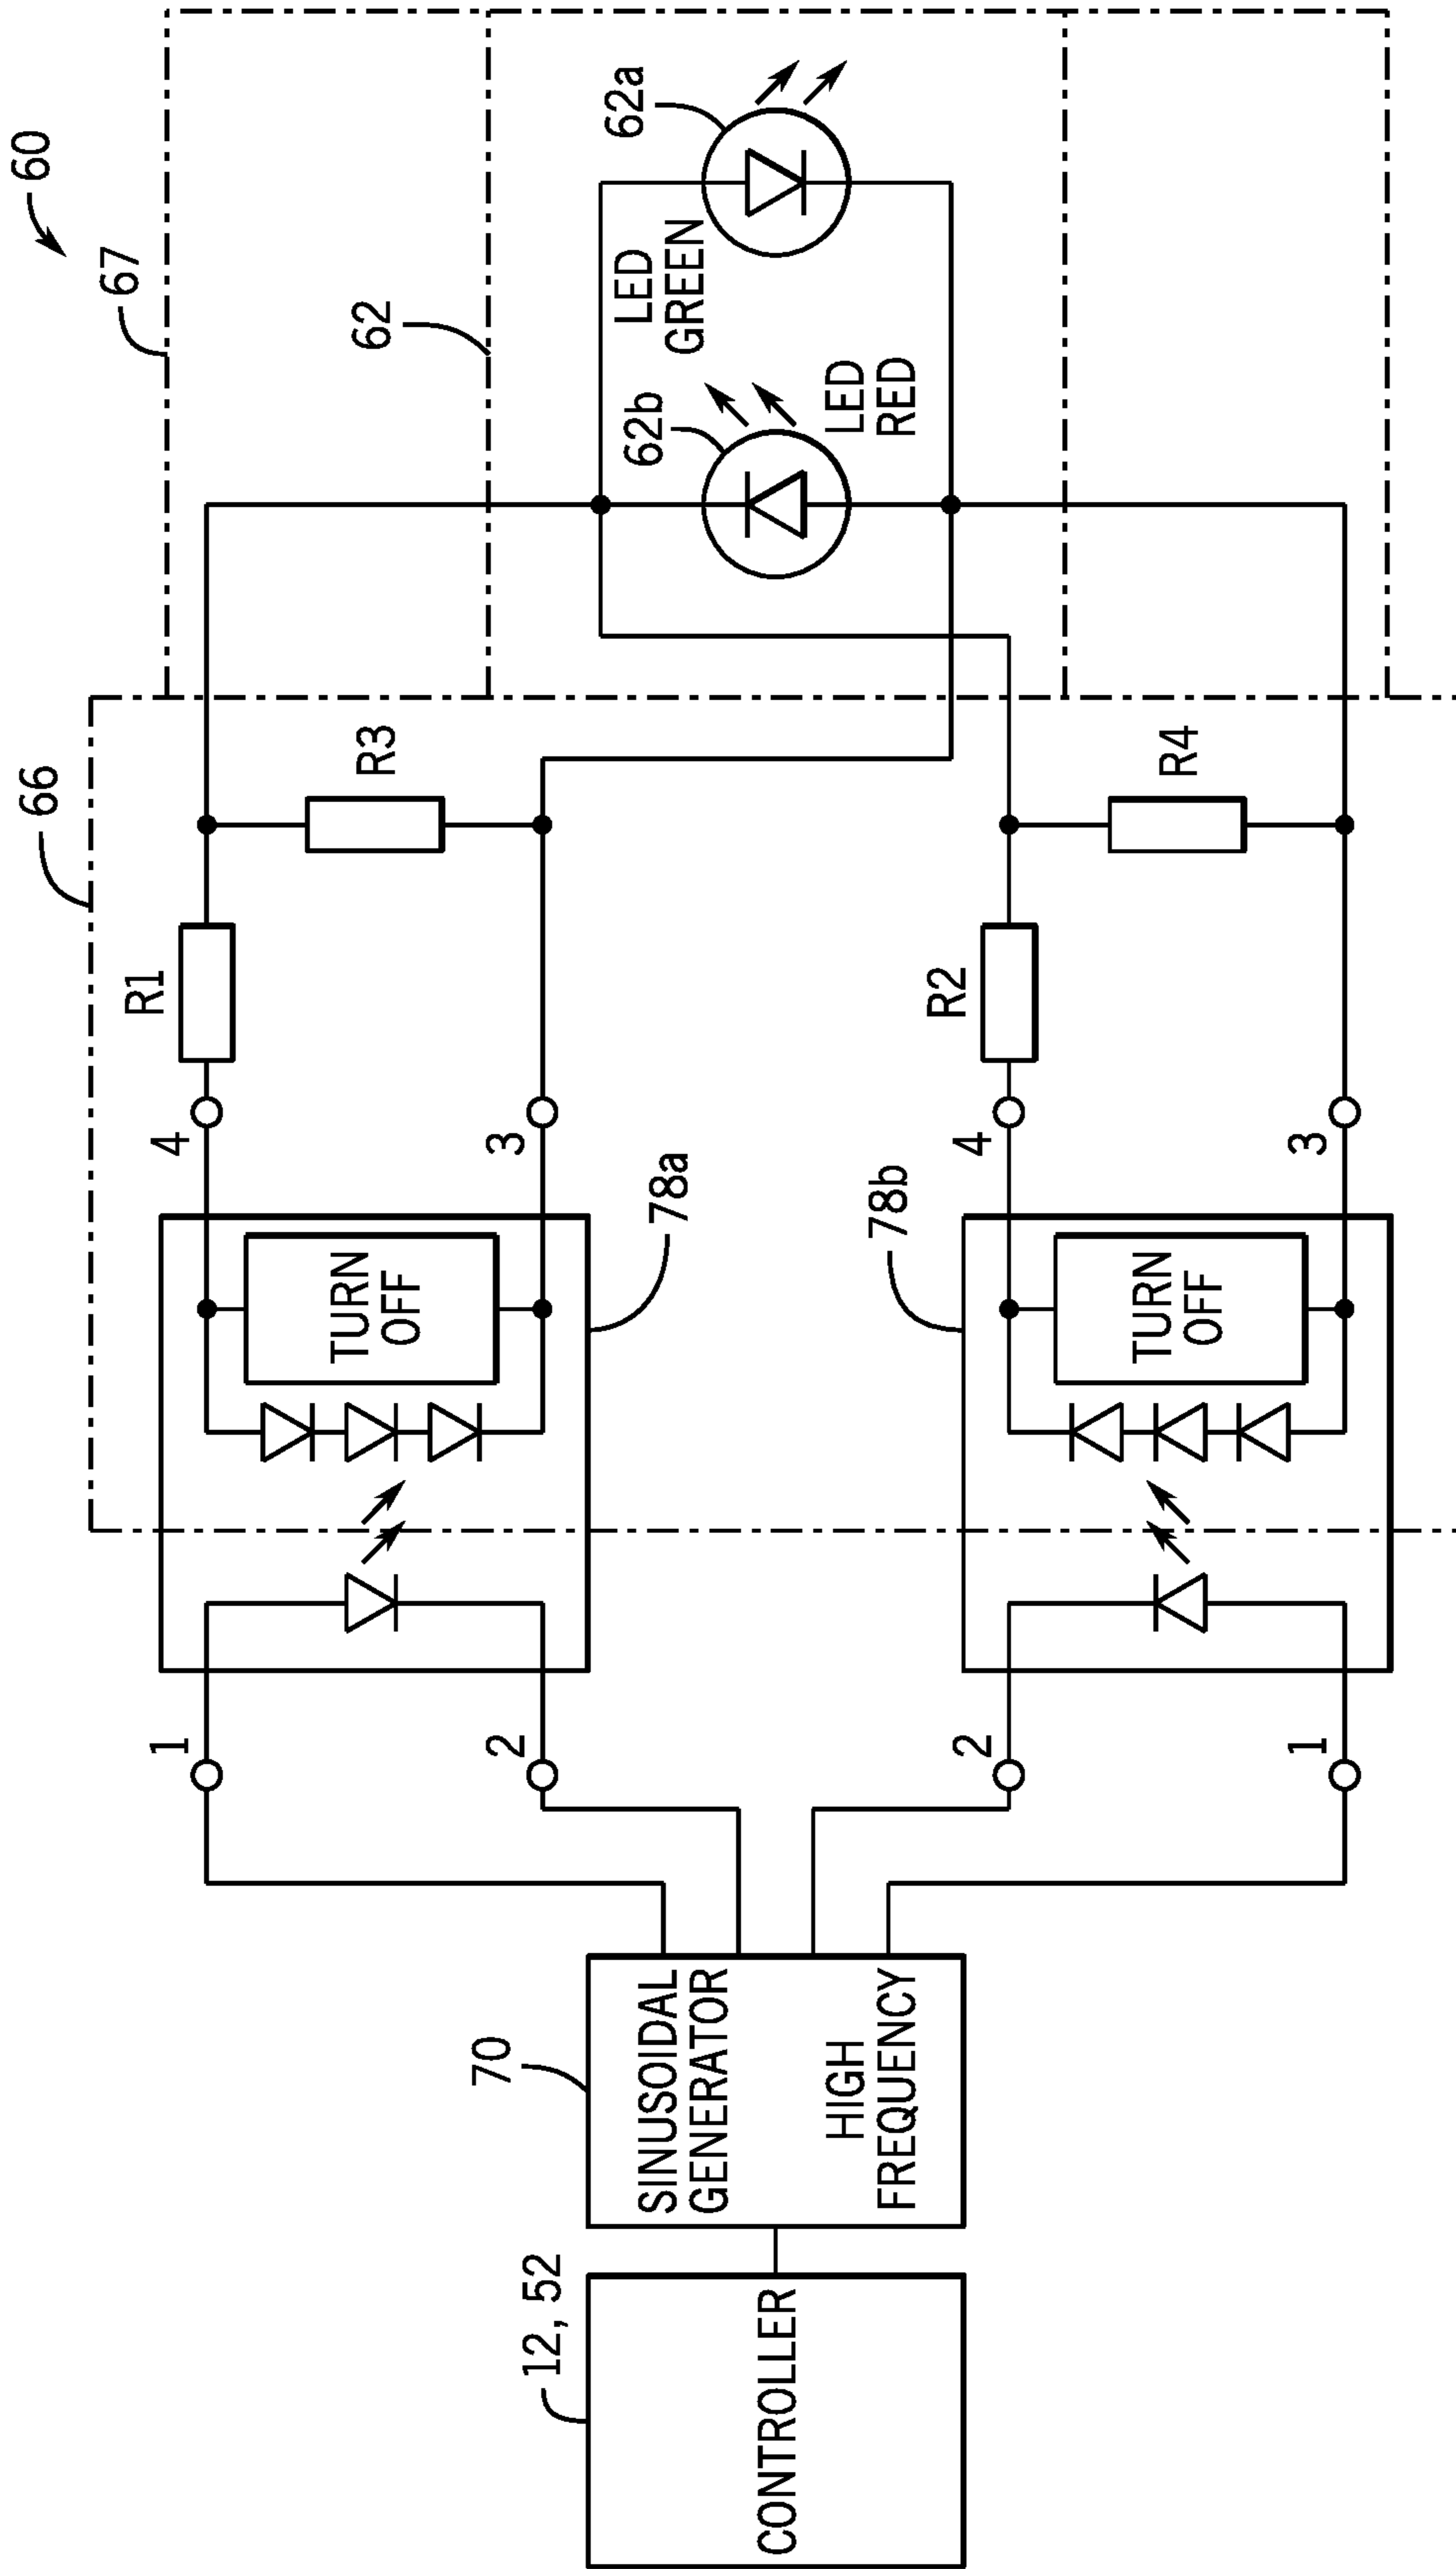 60
67
62
66
62a
62b
LED
GREEN
LED
RED
R1
R3
R2
R4
4
3
4
3
TURN
OFF
78a
TURN
OFF
78b
1
2
2
1
70
SINUSOIDAL
GENERATOR
HIGH
FREQUENCY
12, 52
CONTROLLER